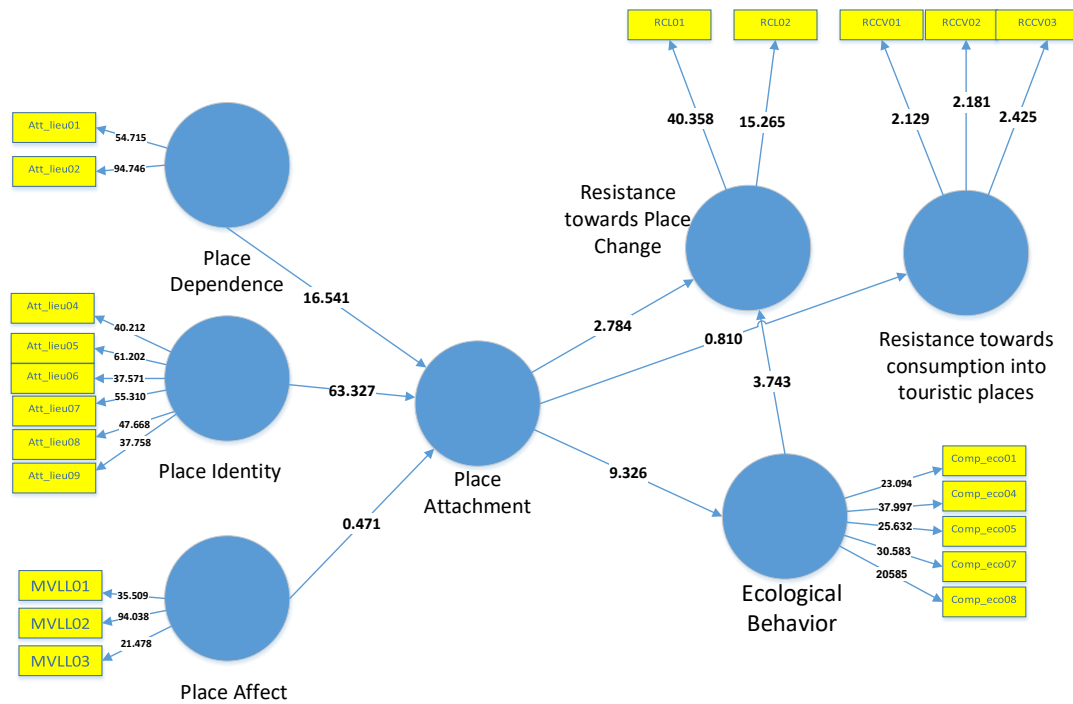 RCL01
RCL02
RCCV01
RCCV02
RCCV03
40.358
15.265
2.129
2.181
2.425
Att_lieu01
Att_lieu02
54.715
94.746
Place
Dependence
16.541
Resistance
towards Place
Change
Resistance towards
consumption into
touristic places
2.784
0.810
3.743
Att_lieu04
Att_lieu05
Att_lieu06
Att_lieu07
Att_lieu08
Att_lieu09
40.212
61.202
37.571
55.310
47.668
37.758
Place Identity
63.327
Place
Attachment
9.326
0.471
MVLL01
MVLL02
MVLL03
35.509
94.038
21.478
Place Affect
Ecological
Behavior
23.094
37.997
25.632
30.583
20585
Comp_eco01
Comp_eco04
Comp_eco05
Comp_eco07
Comp_eco08